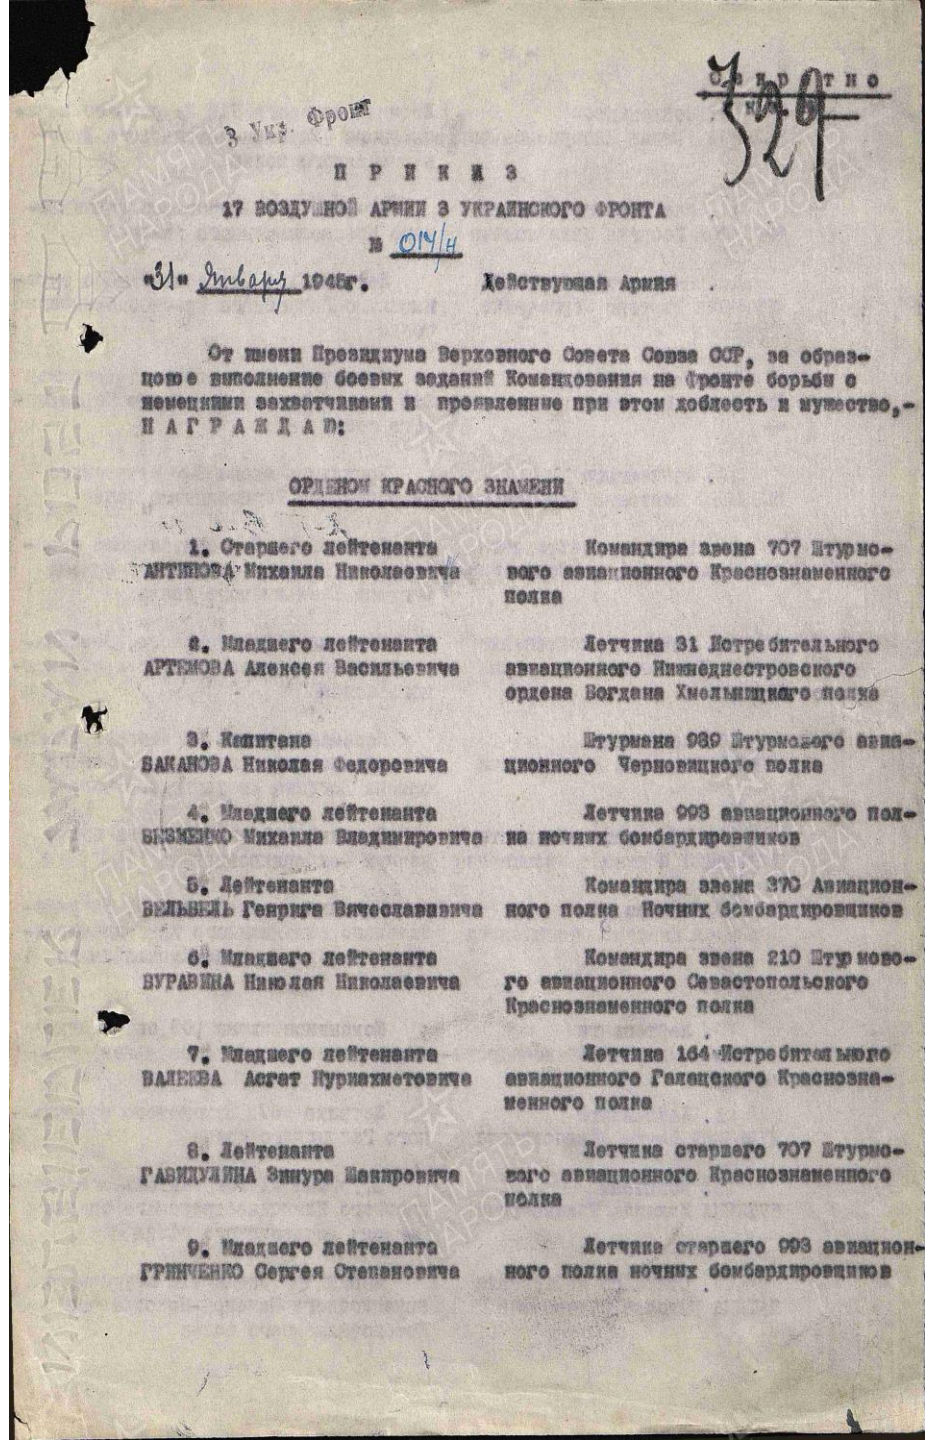 Секретно
329
3 Укр. Фронт
П Р И К А З
17 ВОЗДУШНОЙ АРМИИ 3 УКРАИНСКОГО ФРОНТА
№ 014/н
"31" Января 1945г. Действующая Армия
От имени Президиума Верховного Совета Союза ССР, за образ-
цовое выполнение боевых заданий Командования на фронте борьбы с
немецкими захватчиками и проявленные при этом доблесть и мужество,-
Н А Г Р А Ж Д А Ю:
ОРДЕНОМ КРАСНОГО ЗНАМЕНИ
1. Старшего лейтенанта Командира звена 707 Штурмо-
АНТИПОВА Михаила Николаевича вого авиационного Краснознаменного
полка
2. Младшего лейтенанта Летчика 31 Истребительного
АРТЕМОВА Алексея Васильевича авиационного Нижнеднестровского
ордена Богдана Хмельницкого полка
3. Капитана Штурмана 989 Штурмового авиа-
БАКАНОВА Николая Федоровича ционного Черновицкого полка
4. Младшего лейтенанта Летчика 993 авиационного пол-
БЕЗМЕНКО Михаила Владимировича ка ночных бомбардировщиков
5. Лейтенанта Командира звена 370 Авиацион-
ВЕЛЬБЕЛЬ Генрига Вячеславовича ного полка Ночных бомбардировщиков
6. Младшего лейтенанта Командира звена 210 Штурмово-
БУРАВИНА Николая Николаевича го авиационного Севастопольского
Краснознаменного полка
7. Младшего лейтенанта Летчика 164 Истребительного
ВАЛЕЕВА Асгат Нуриахметовича авиационного Галацского Краснозна-
менного полка
8. Лейтенанта Летчика старшего 707 Штурмо-
ГАБИДУЛИНА Зинура Шакировича вого авиационного Краснознаменного
полка
9. Младшего лейтенанта Летчика старшего 993 авиацион-
ГРИНЧЕНКО Сергея Степановича ного полка ночных бомбардировщиков
ПАМЯТЬ НАРОДА